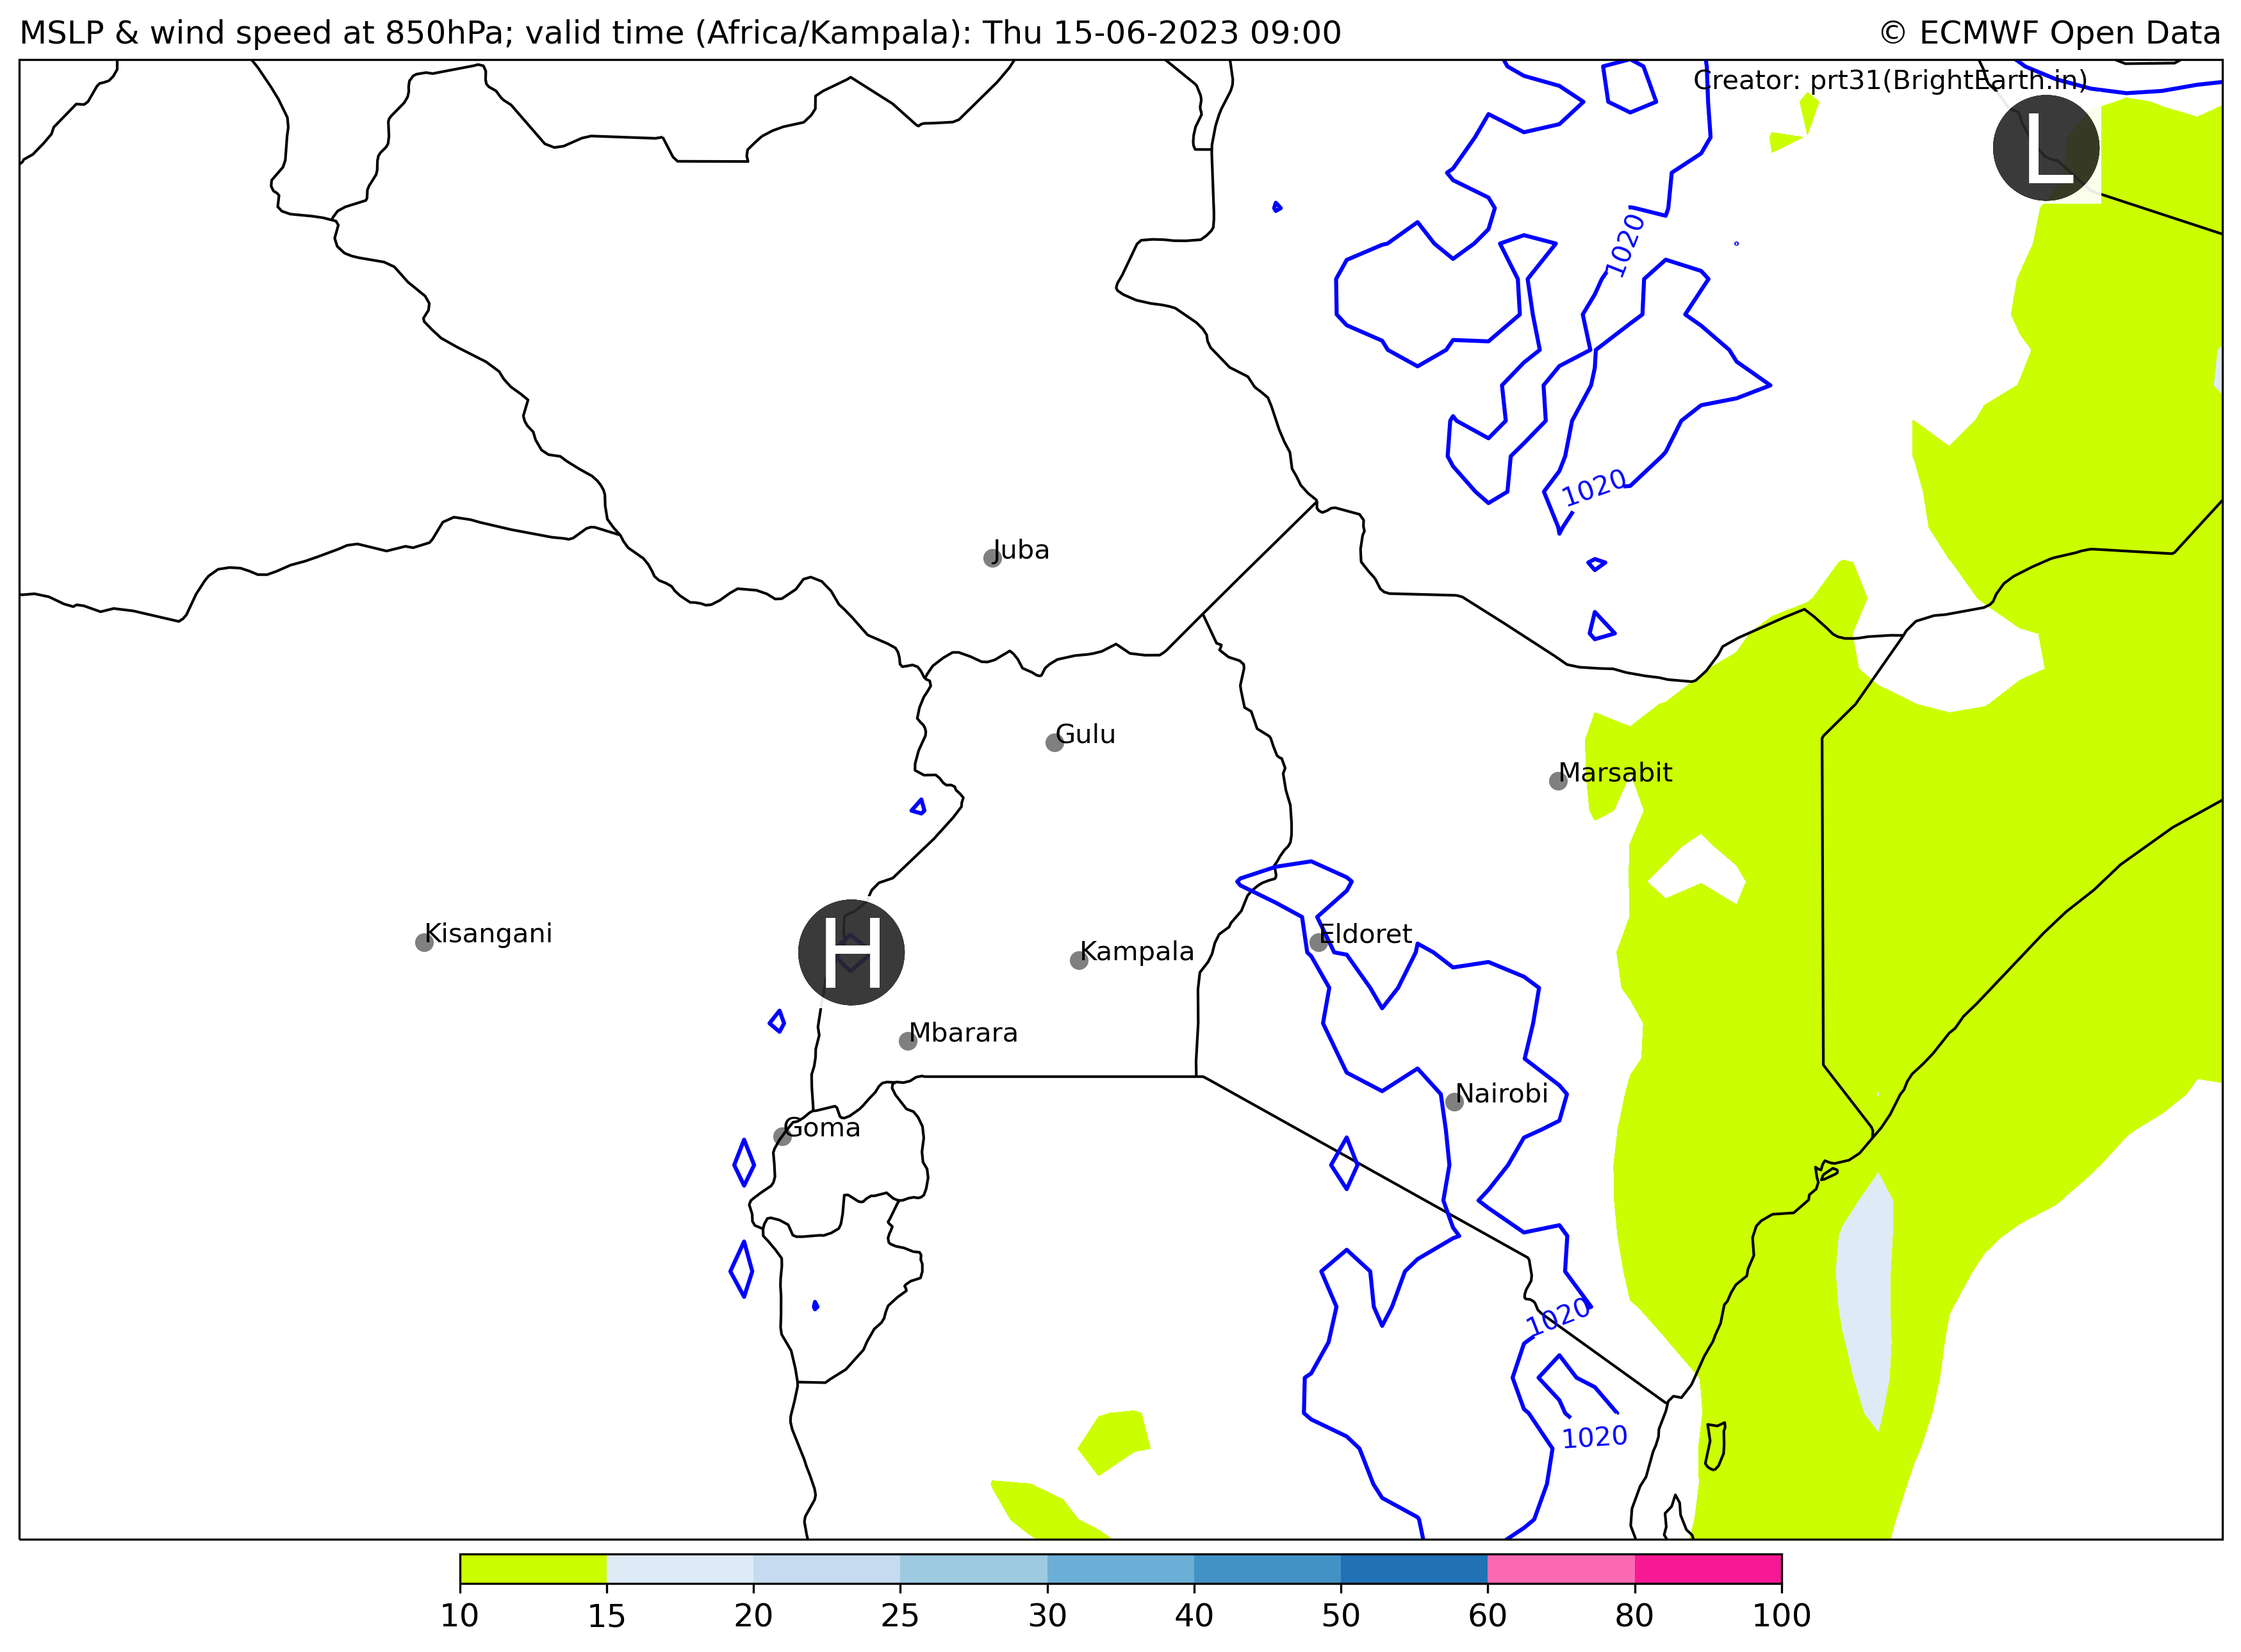 MSLP & wind speed at 850hPa; valid time (Africa/Kampala): Thu 15-06-2023 09:00
© ECMWF Open Data
Creator: prt31(BrightEarth.in)
L
1020
1020
Juba
Gulu
Marsabit
Kisangani
H
Eldoret
Kampala
Mbarara
Nairobi
Goma
1020
1020
10 15 20 25 30 40 50 60 80 100